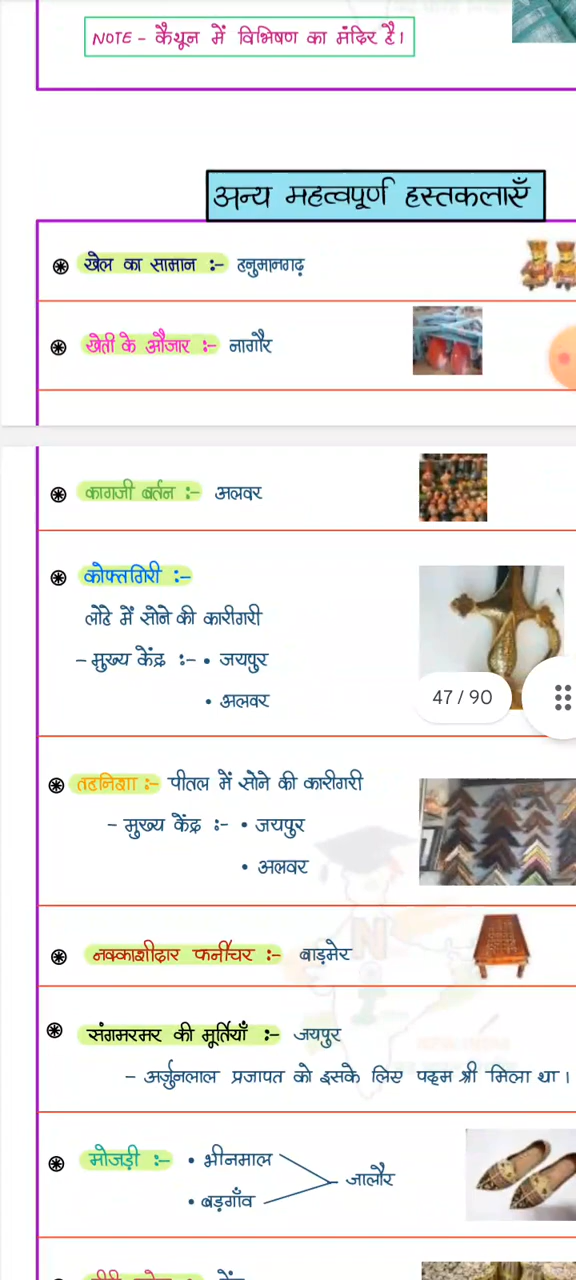 NOTE - कैथून में विभिषण का मंदिर है।
अन्य महत्वपूर्ण हस्तकलाएँ
खेल का सामान :- हनुमानगढ़
खेती के औजार :- नागौर
कागजी बर्तन :- अलवर
कोफ्तगिरी :-
लोहे में सोने की कारीगरी
- मुख्य केंद्र :- • जयपुर
• अलवर
47 / 90
तहनिशा :- पीतल में सोने की कारीगरी
- मुख्य केंद्र :- • जयपुर
• अलवर
नक्काशीदार फर्नीचर :- बाड़मेर
संगमरमर की मूर्तियाँ :- जयपुर
- अर्जुनलाल प्रजापत को इसके लिए पद्म श्री मिला था।
मोजड़ी :- • भीनमाल
• बड़गाँव
जालौर